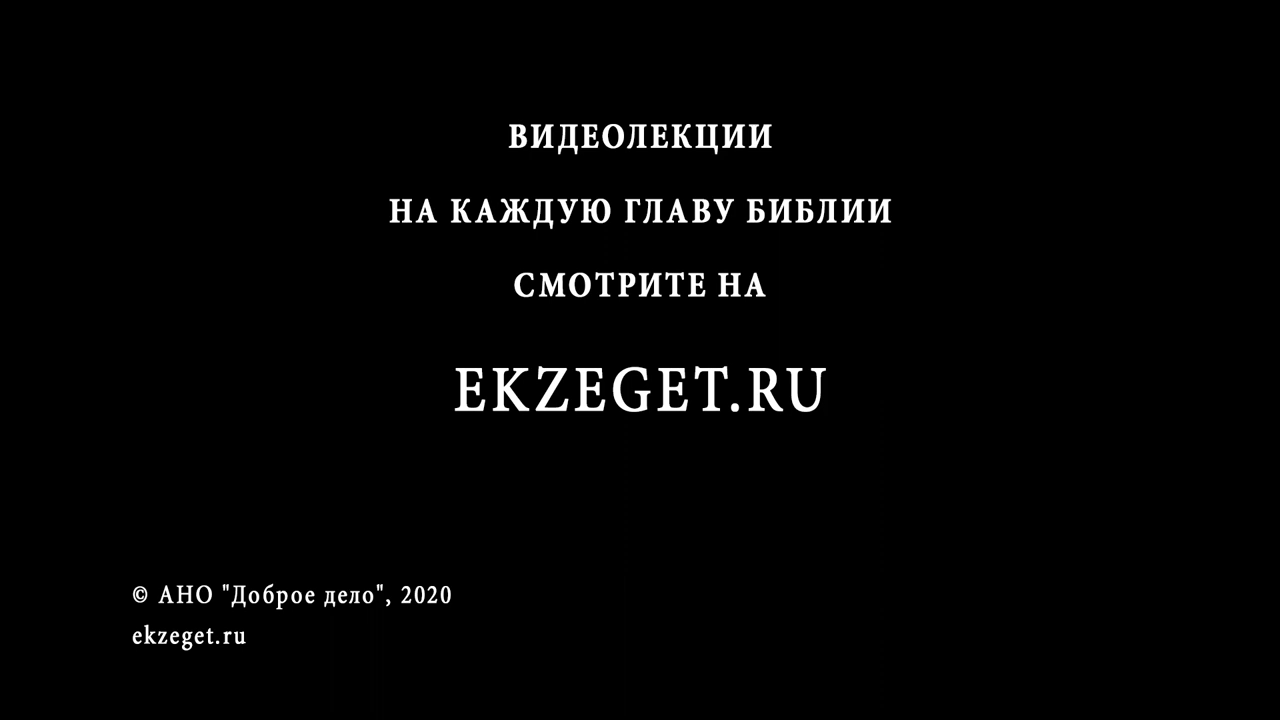 ВИДЕОЛЕКЦИИ
НА КАЖДУЮ ГЛАВУ БИБЛИИ
СМОТРИТЕ НА
EKZEGET.RU
© АНО "Доброе дело", 2020
ekzeget.ru